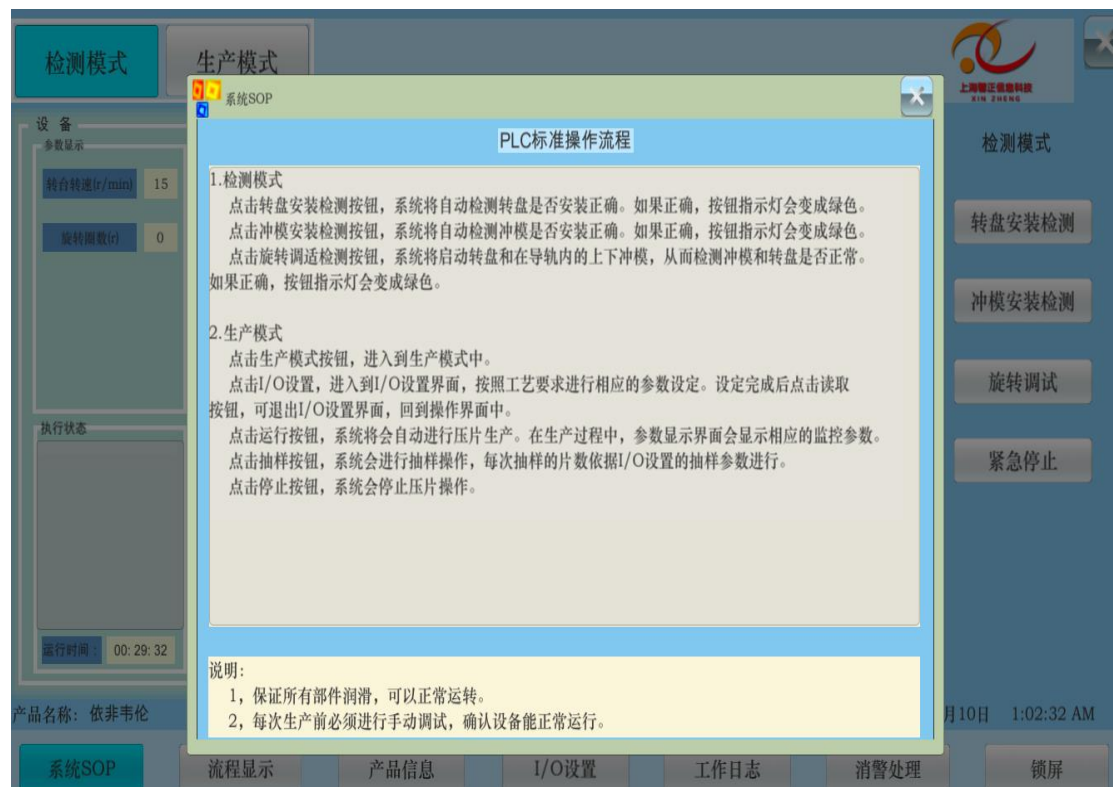 检测模式
生产模式
上海馨正信息科技
XIN ZHENG
系统SOP
PLC标准操作流程
设 备
参数显示
转台转速(r/min) 15
旋转圈数(r) 0
检测模式
转盘安装检测
冲模安装检测
旋转调试
紧急停止
1.检测模式
点击转盘安装检测按钮，系统将自动检测转盘是否安装正确。如果正确，按钮指示灯会变成绿色。
点击冲模安装检测按钮，系统将自动检测冲模是否安装正确。如果正确，按钮指示灯会变成绿色。
点击旋转调适检测按钮，系统将启动转盘和在导轨内的上下冲模，从而检测冲模和转盘是否正常。
如果正确，按钮指示灯会变成绿色。
2.生产模式
点击生产模式按钮，进入到生产模式中。
点击I/O设置，进入到I/O设置界面，按照工艺要求进行相应的参数设定。设定完成后点击读取
按钮，可退出I/O设置界面，回到操作界面中。
点击运行按钮，系统将会自动进行压片生产。在生产过程中，参数显示界面会显示相应的监控参数。
点击抽样按钮，系统会进行抽样操作，每次抽样的片数依据I/O设置的抽样参数进行。
点击停止按钮，系统会停止压片操作。
执行状态
运行时间： 00: 29: 32
说明：
1，保证所有部件润滑，可以正常运转。
2，每次生产前必须进行手动调试，确认设备能正常运行。
产品名称：依非韦伦
月10日 1:02:32 AM
系统SOP
流程显示
产品信息
I/O设置
工作日志
消警处理
锁屏